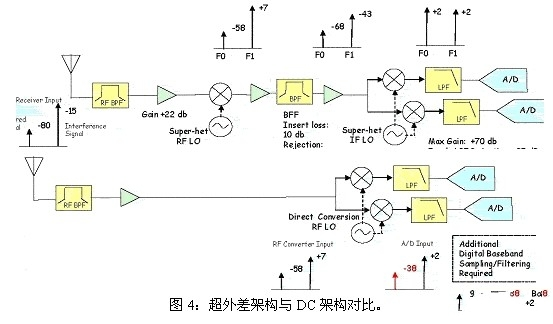 +7
-58
F0 F1
-43
-68
F0 F1
+2 +2
F0 F1
RF BPF
BPF
LPF
A/D
LPF
A/D
Gain +22 db
Super-het
RF LO
BFF
Insert loss:
10 db
Rejection:
Super-het
IF LO
Max Gain: +70 db
Receiver Input
-15
-80
Interference
Signal
RF BPF
LPF
A/D
LPF
A/D
Direct Conversion
RF LO
RF Converter Input
+7
-58
A/D Input
+2
-38
Additional
Digital Baseband
Sampling/Filtering
Required
+2
图 4：超外差架构与 DC 架构对比。